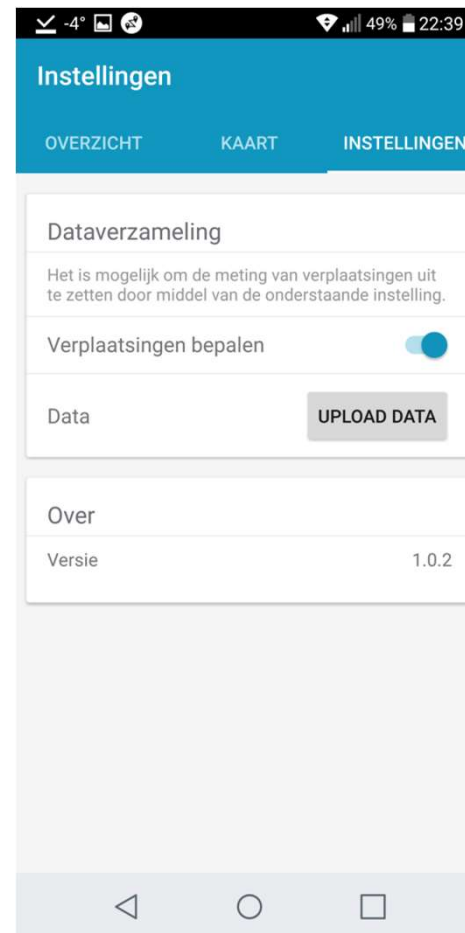 -4° 49% 22:39
Instellingen
OVERZICHT KAART INSTELLINGEN
Dataverzameling
Het is mogelijk om de meting van verplaatsingen uit
te zetten door middel van de onderstaande instelling.
Verplaatsingen bepalen
Data UPLOAD DATA
Over
Versie 1.0.2